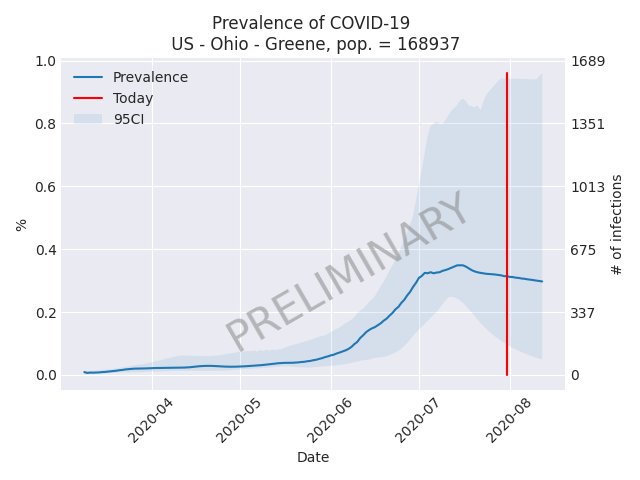 Prevalence of COVID-19
US - Ohio - Greene, pop. = 168937
Prevalence
Today
95CI
1.0
0.8
0.6
0.4
0.2
0.0
%
1689
1351
1013
675
337
0
# of infections
PRELIMINARY
2020-04
2020-05
2020-06
2020-07
2020-08
Date